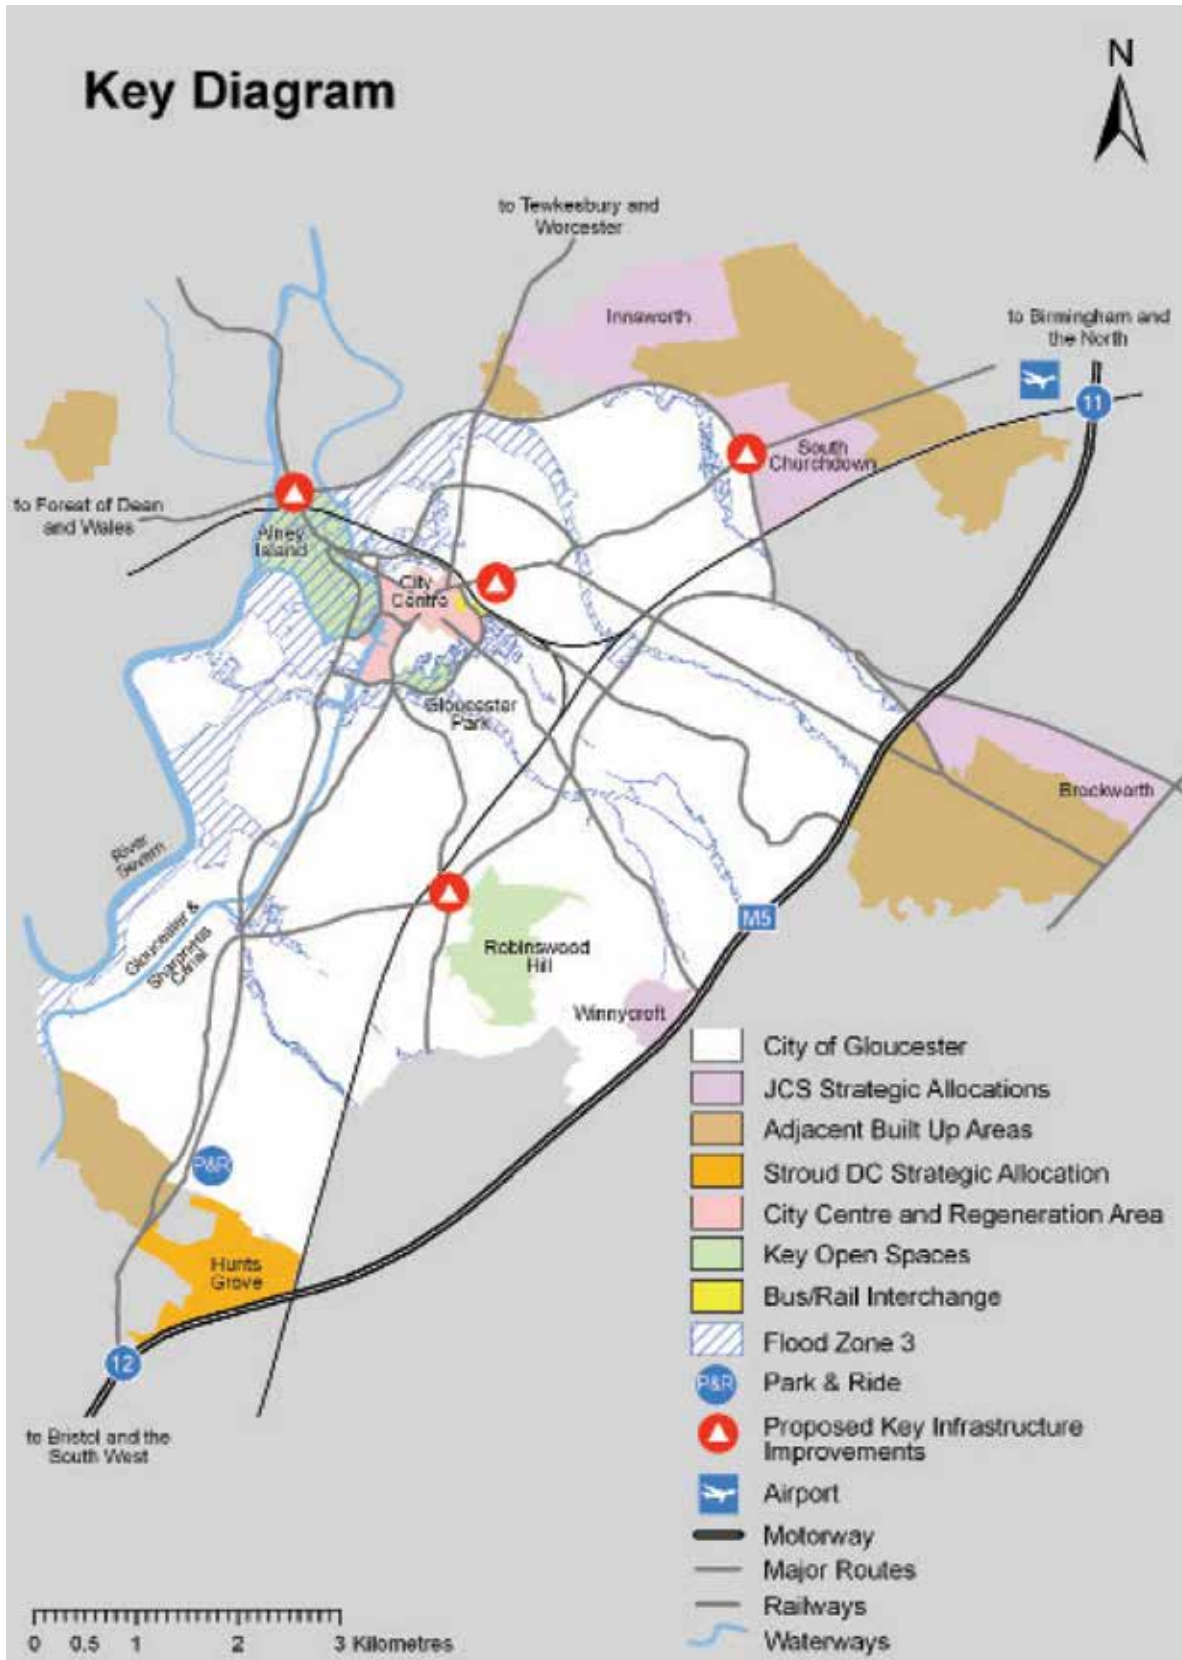 Key Diagram
N
to Tewkesbury and
Worcester
Innsworth
to Birmingham and
the North
11
South
Churchdown
to Forest of Dean
and Wales
Alney
Island
City
Centre
Gloucester
Park
Brockworth
River
Severn
Gloucester &
Sharpness
Canal
M5
Robinswood
Hill
Winnycroft
P&R
Hunts
Grove
12
to Bristol and the
South West
City of Gloucester
JCS Strategic Allocations
Adjacent Built Up Areas
Stroud DC Strategic Allocation
City Centre and Regeneration Area
Key Open Spaces
Bus/Rail Interchange
Flood Zone 3
P&R Park & Ride
Proposed Key Infrastructure
Improvements
Airport
Motorway
Major Routes
Railways
Waterways
0 0.5 1 2 3 Kilometres